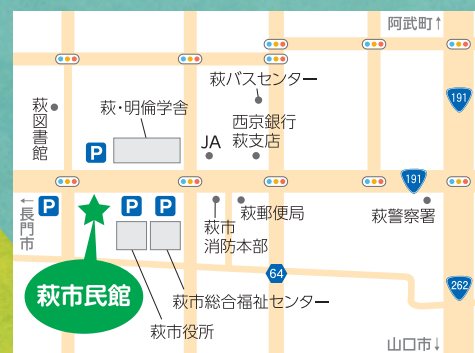 阿武町↑
萩バスセンター
191
萩図書館
萩・明倫学舎
西京銀行
萩支店
JA
P
191
←長門市
P
P
P
萩市
消防本部
萩郵便局
萩警察署
萩市民館
64
262
萩市総合福祉センター
萩市役所
山口市↓